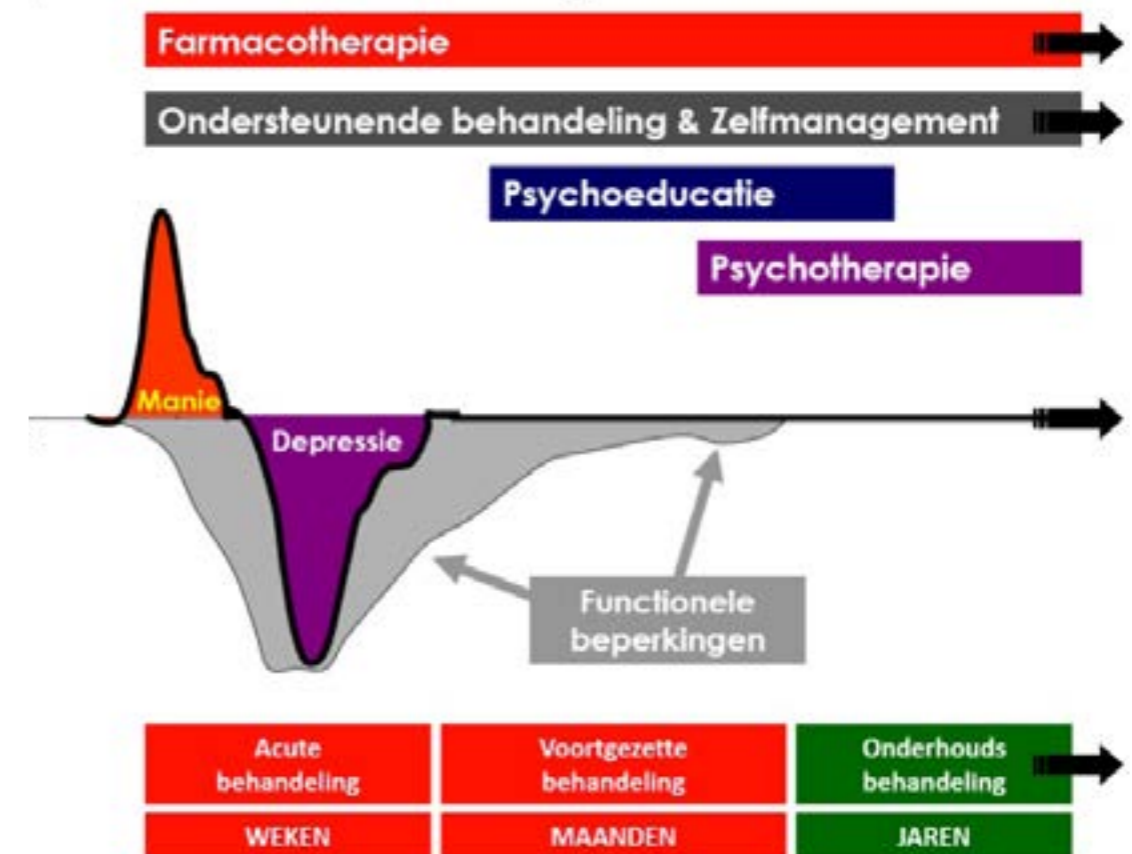 Farmacotherapie
Ondersteunende behandeling & Zelfmanagement
Psychoeducatie
Psychotherapie
Manie
Depressie
Functionele
beperkingen
Acute
behandeling
Voortgezette
behandeling
Onderhouds
behandeling
WEKEN
MAANDEN
JAREN